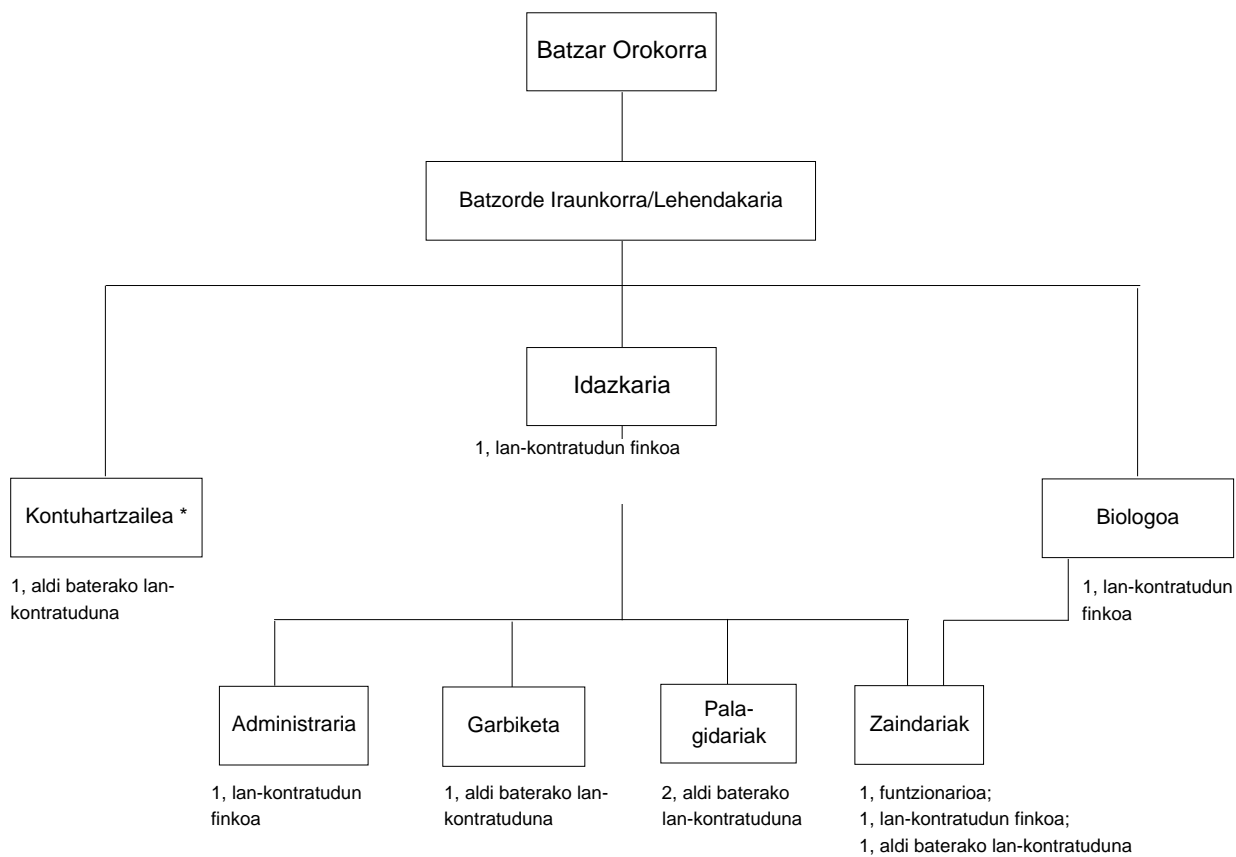 Batzar Orokorra
Batzorde Iraunkorra/Lehendakaria
Idazkaria
1, lan-kontratudun finkoa
Kontuhartzailea *
1, aldi baterako lan-
kontratuduna
Biologoa
1, lan-kontratudun
finkoa
Administraria
1, lan-kontratudun
finkoa
Garbiketa
1, aldi baterako lan-
kontratuduna
Pala-
gidariak
2, aldi baterako
lan-kontratuduna
Zaindariak
1, funtzionarioa;
1, lan-kontratudun finkoa;
1, aldi baterako lan-kontratuduna